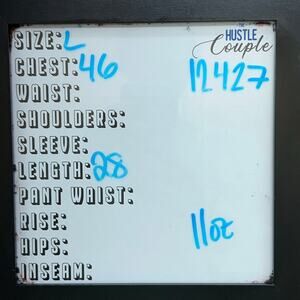 THE
HUSTLE
Couple
SIZE: L
CHEST: 46
12427
WAIST:
SHOULDERS:
SLEEVE:
LENGTH: 28
PANT WAIST:
RISE:
11oz
HIPS:
INSEAM: